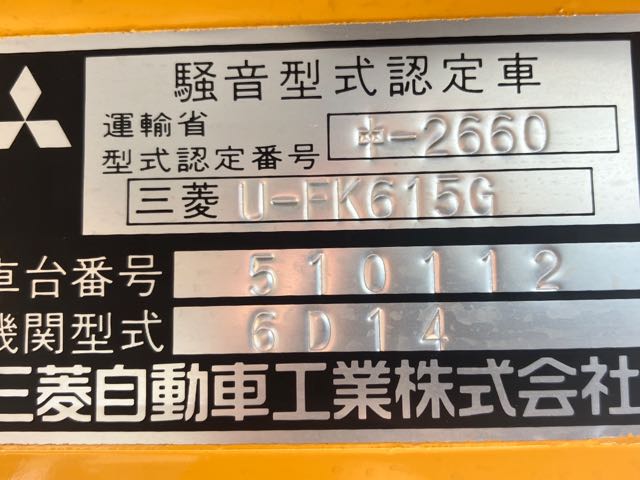 騒音型式認定車
運輸省
型式認定番号 中-2660
三菱 U-FK615G
車台番号 510112
機関型式 6D14
三菱自動車工業株式会社